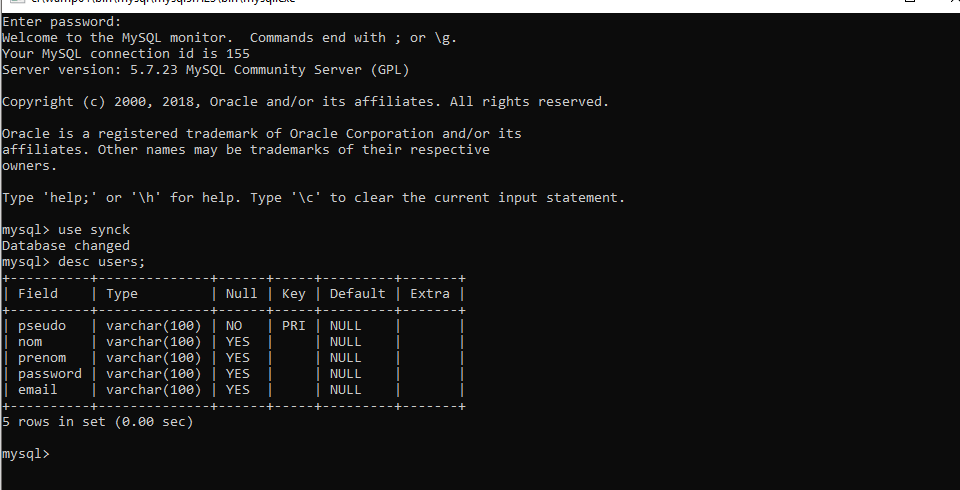 Enter password:
Welcome to the MySQL monitor.  Commands end with ; or \g.
Your MySQL connection id is 155
Server version: 5.7.23 MySQL Community Server (GPL)

Copyright (c) 2000, 2018, Oracle and/or its affiliates. All rights reserved.

Oracle is a registered trademark of Oracle Corporation and/or its
affiliates. Other names may be trademarks of their respective
owners.

Type 'help;' or '\h' for help. Type '\c' to clear the current input statement.

mysql> use synck
Database changed
mysql> desc users;
+----------+--------------+------+-----+---------+-------+
| Field    | Type         | Null | Key | Default | Extra |
+----------+--------------+------+-----+---------+-------+
| pseudo   | varchar(100) | NO   | PRI | NULL    |       |
| nom      | varchar(100) | YES  |     | NULL    |       |
| prenom   | varchar(100) | YES  |     | NULL    |       |
| password | varchar(100) | YES  |     | NULL    |       |
| email    | varchar(100) | YES  |     | NULL    |       |
+----------+--------------+------+-----+---------+-------+
5 rows in set (0.00 sec)

mysql>